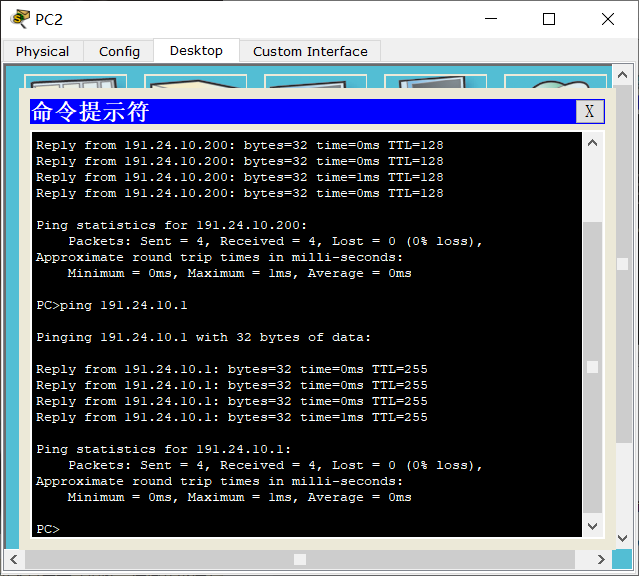 PC2
Physical Config Desktop Custom Interface
命令提示符 X
Reply from 191.24.10.200: bytes=32 time=0ms TTL=128
Reply from 191.24.10.200: bytes=32 time=0ms TTL=128
Reply from 191.24.10.200: bytes=32 time=1ms TTL=128
Reply from 191.24.10.200: bytes=32 time=0ms TTL=128
Ping statistics for 191.24.10.200:
Packets: Sent = 4, Received = 4, Lost = 0 (0% loss),
Approximate round trip times in milli-seconds:
Minimum = 0ms, Maximum = 1ms, Average = 0ms
PC>ping 191.24.10.1
Pinging 191.24.10.1 with 32 bytes of data:
Reply from 191.24.10.1: bytes=32 time=0ms TTL=255
Reply from 191.24.10.1: bytes=32 time=0ms TTL=255
Reply from 191.24.10.1: bytes=32 time=0ms TTL=255
Reply from 191.24.10.1: bytes=32 time=1ms TTL=255
Ping statistics for 191.24.10.1:
Packets: Sent = 4, Received = 4, Lost = 0 (0% loss),
Approximate round trip times in milli-seconds:
Minimum = 0ms, Maximum = 1ms, Average = 0ms
PC>